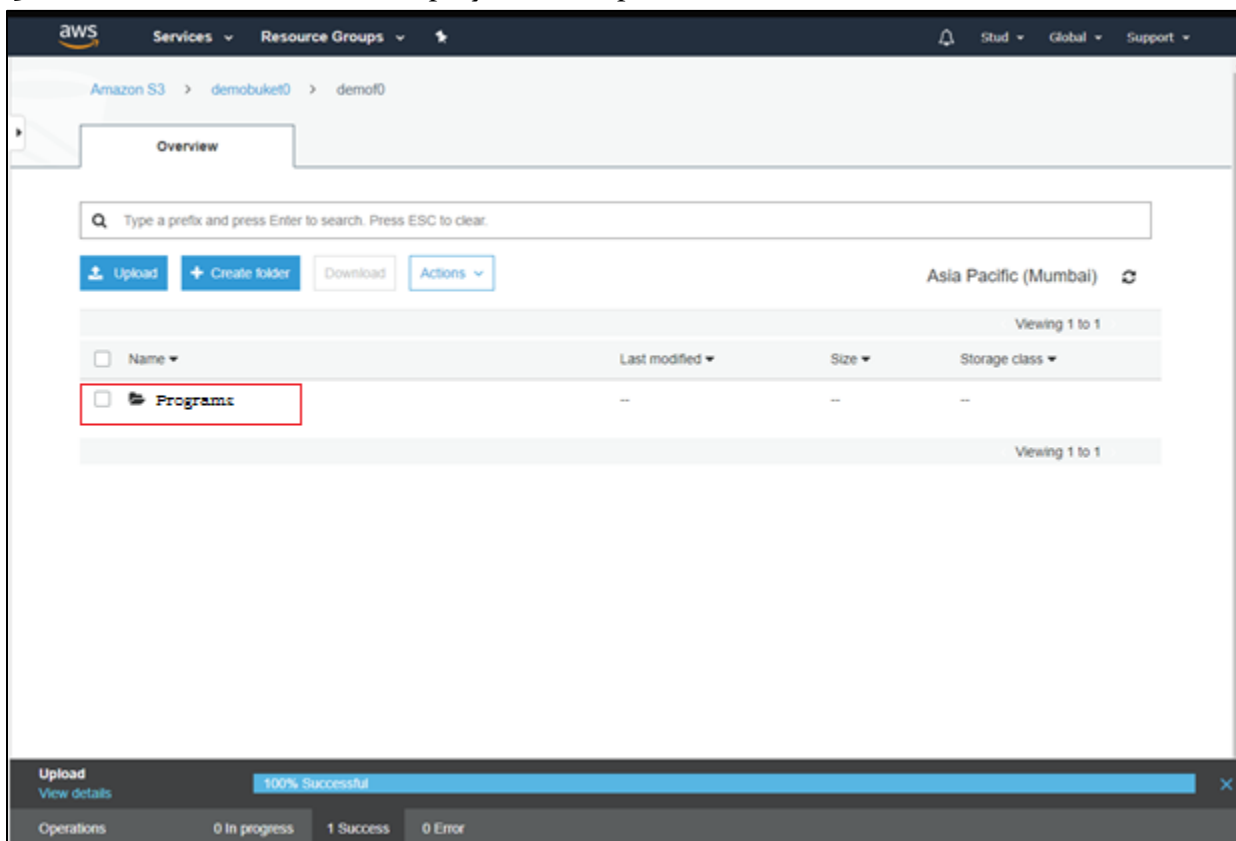 aws Services Resource Groups Stud Global Support
Amazon S3 > demobuket0 > demof0
Overview
Type a prefix and press Enter to search. Press ESC to clear.
Upload + Create folder Download Actions Asia Pacific (Mumbai)
Viewing 1 to 1
Name Last modified Size Storage class
Programs -- -- --
Viewing 1 to 1
Upload
100% Successful
View details
Operations 0 In progress 1 Success 0 Error